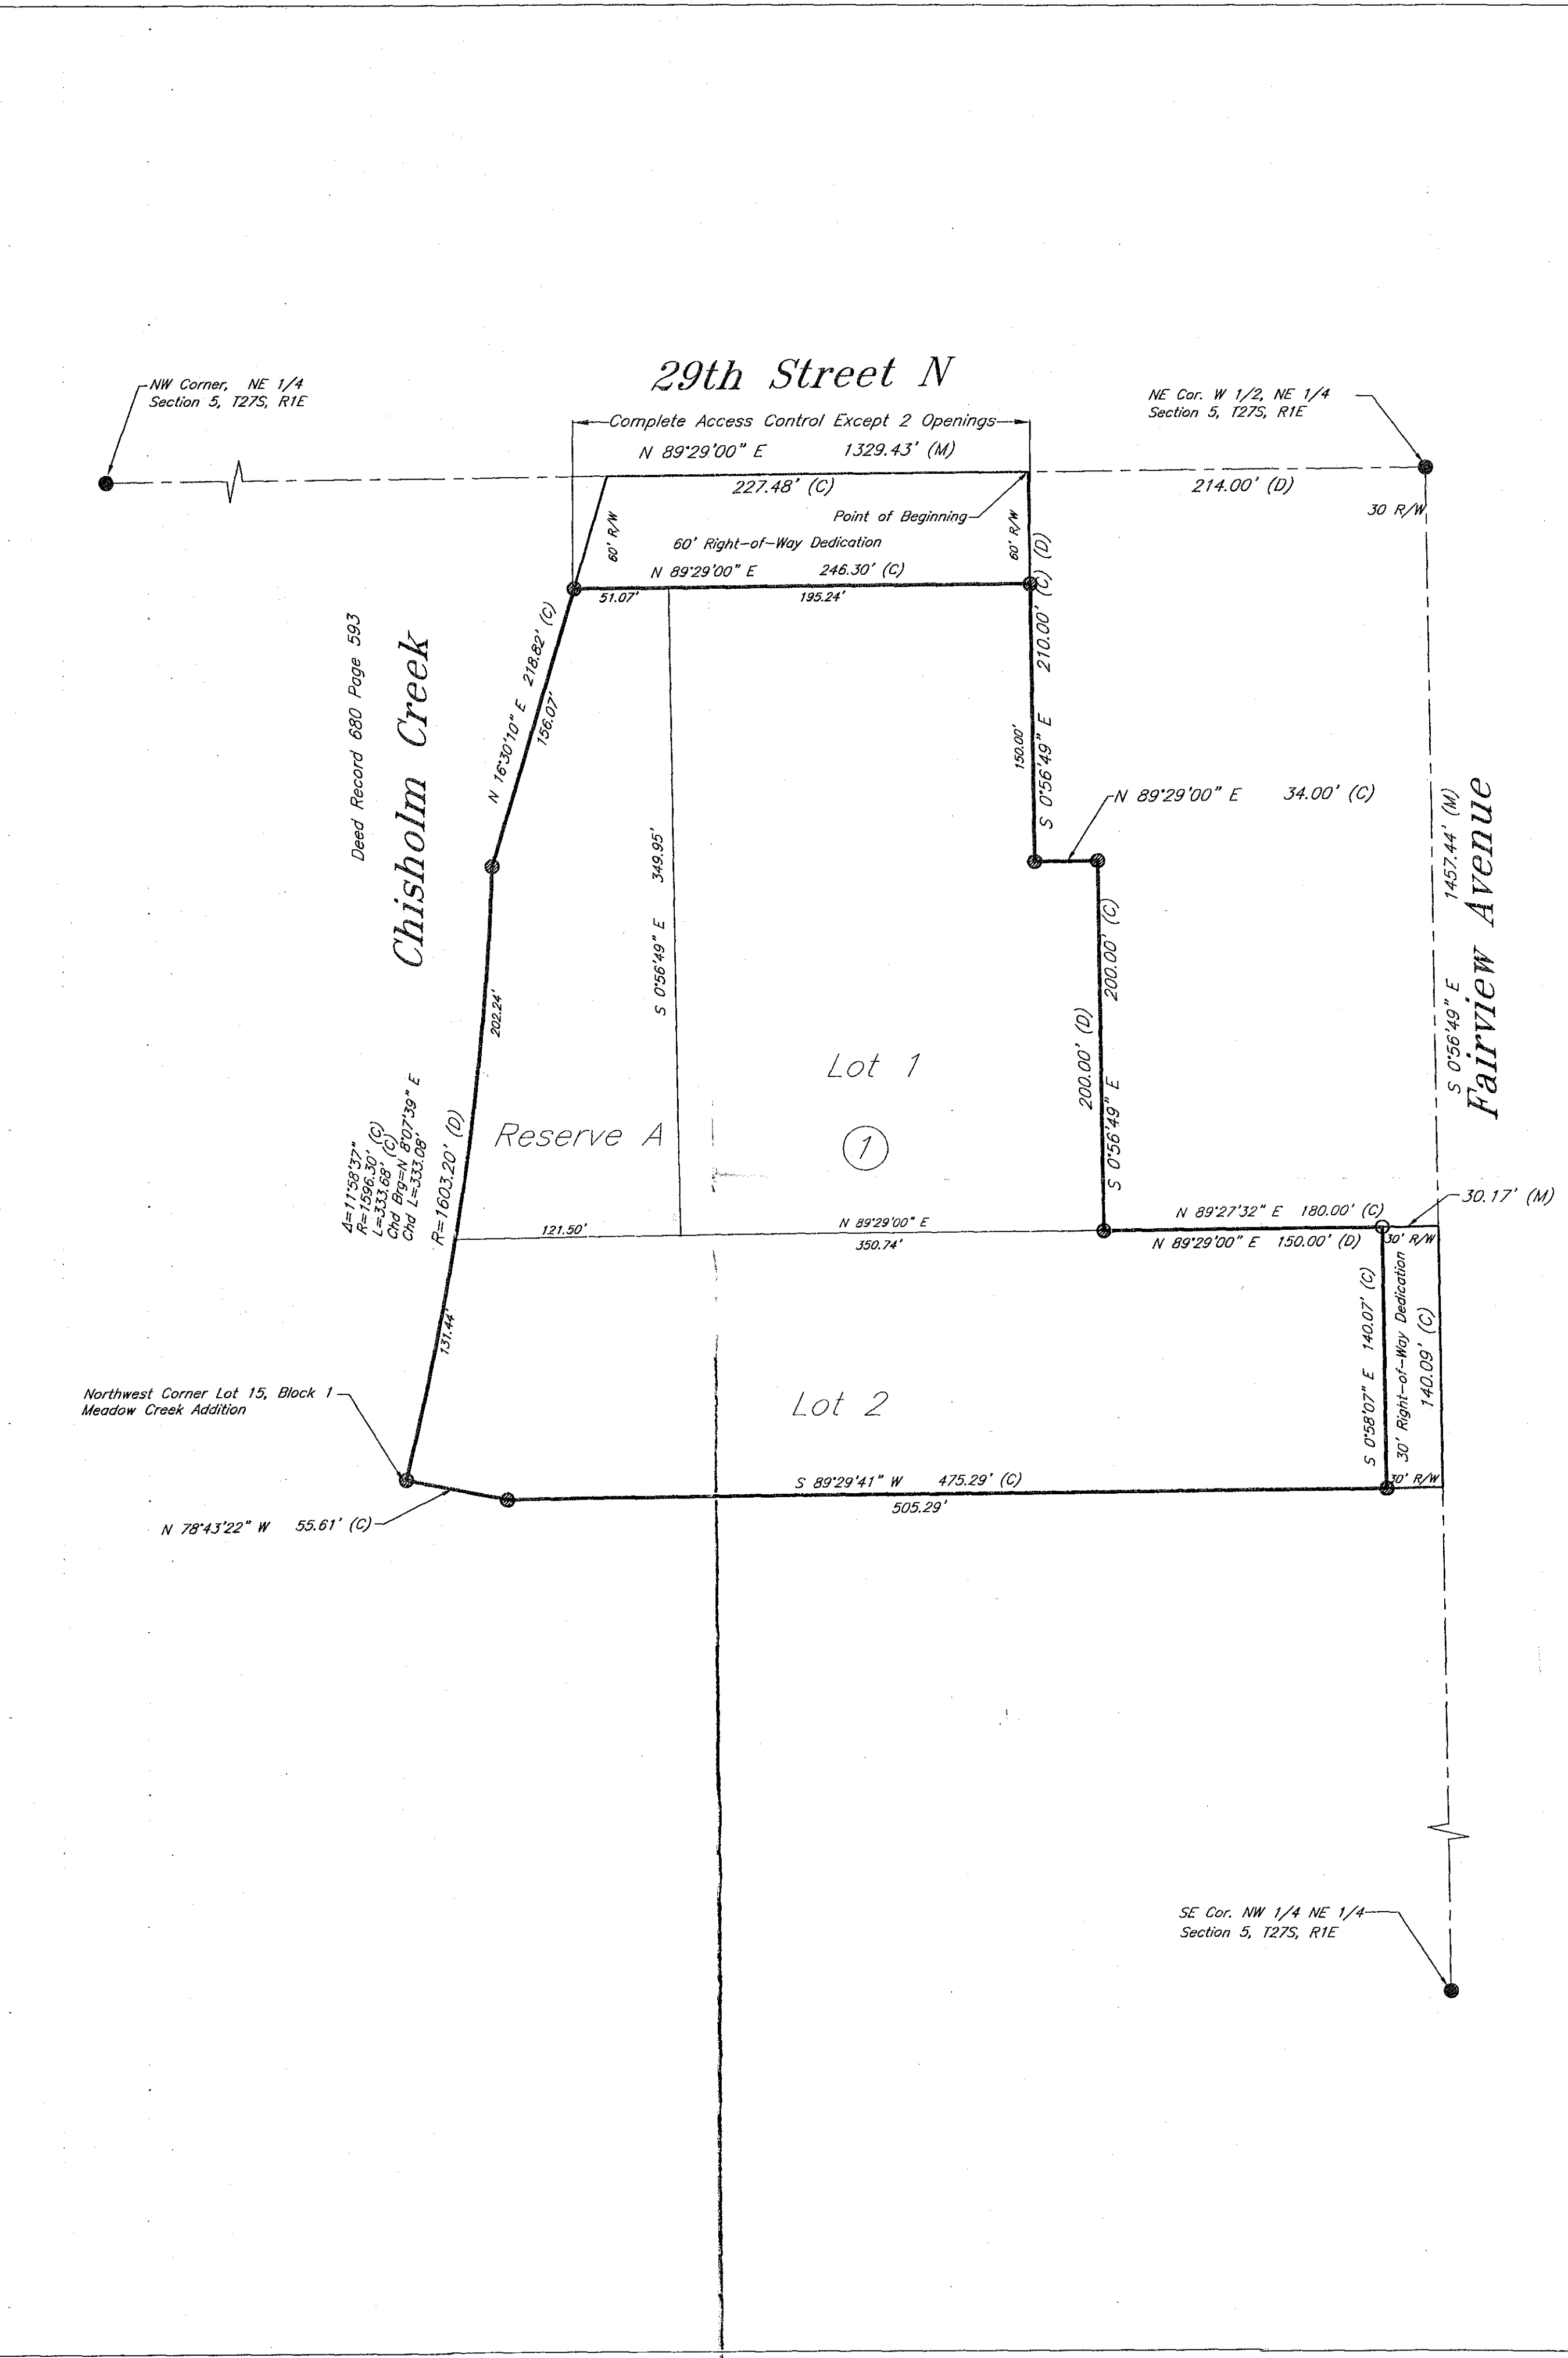 29th Street N
NW Corner, NE 1/4
Section 5, T27S, R1E
NE Cor. W 1/2, NE 1/4
Section 5, T27S, R1E
Complete Access Control Except 2 Openings
N 89°29'00" E 1329.43' (M)
227.48' (C)
214.00' (D)
30 R/W
Point of Beginning
60' R/W
60' R/W
60' Right-of-Way Dedication
N 89°29'00" E 246.30' (C)
51.07'
195.24'
Deed Record 680 Page 593
Chisholm Creek
N 16°30'10" E 218.82' (C)
156.07'
S 0°56'49" E 210.00' (C) (D)
150.00'
N 89°29'00" E 34.00' (C)
S 0°56'49" E 349.95'
S 0°56'49" E 200.00' (C)
200.00' (D)
S 0°56'49" E 1457.44' (M)
Fairview Avenue
202.24'
Lot 1
Reserve A
1
Δ=11°58'37"
R=1596.30' (C)
L=333.68' (C)
Chd Brg=N 8°07'39" E
Chd L=333.08'
R=1603.20' (D)
121.50'
N 89°29'00" E
350.74'
N 89°27'32" E 180.00' (C)
N 89°29'00" E 150.00' (D)
30.17' (M)
30' R/W
131.44'
S 0°58'07" E 140.07' (C)
30' Right-of-Way Dedication
140.09' (C)
Northwest Corner Lot 15, Block 1
Meadow Creek Addition
Lot 2
S 89°29'41" W 475.29' (C)
505.29'
30' R/W
N 78°43'22" W 55.61' (C)
SE Cor. NW 1/4 NE 1/4
Section 5, T27S, R1E